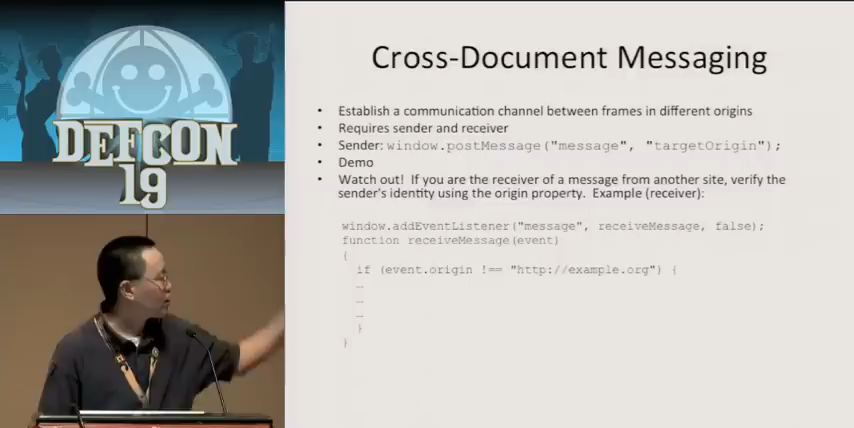 DEFCON
19
Cross-Document Messaging
• Establish a communication channel between frames in different origins
• Requires sender and receiver
• Sender: window.postMessage("message", "targetOrigin");
• Demo
• Watch out! If you are the receiver of a message from another site, verify the
sender's identity using the origin property. Example (receiver):
window.addEventListener("message", receiveMessage, false);
function receiveMessage(event)
{
if (event.origin !== "http://example.org") {
…
…
…
}
}